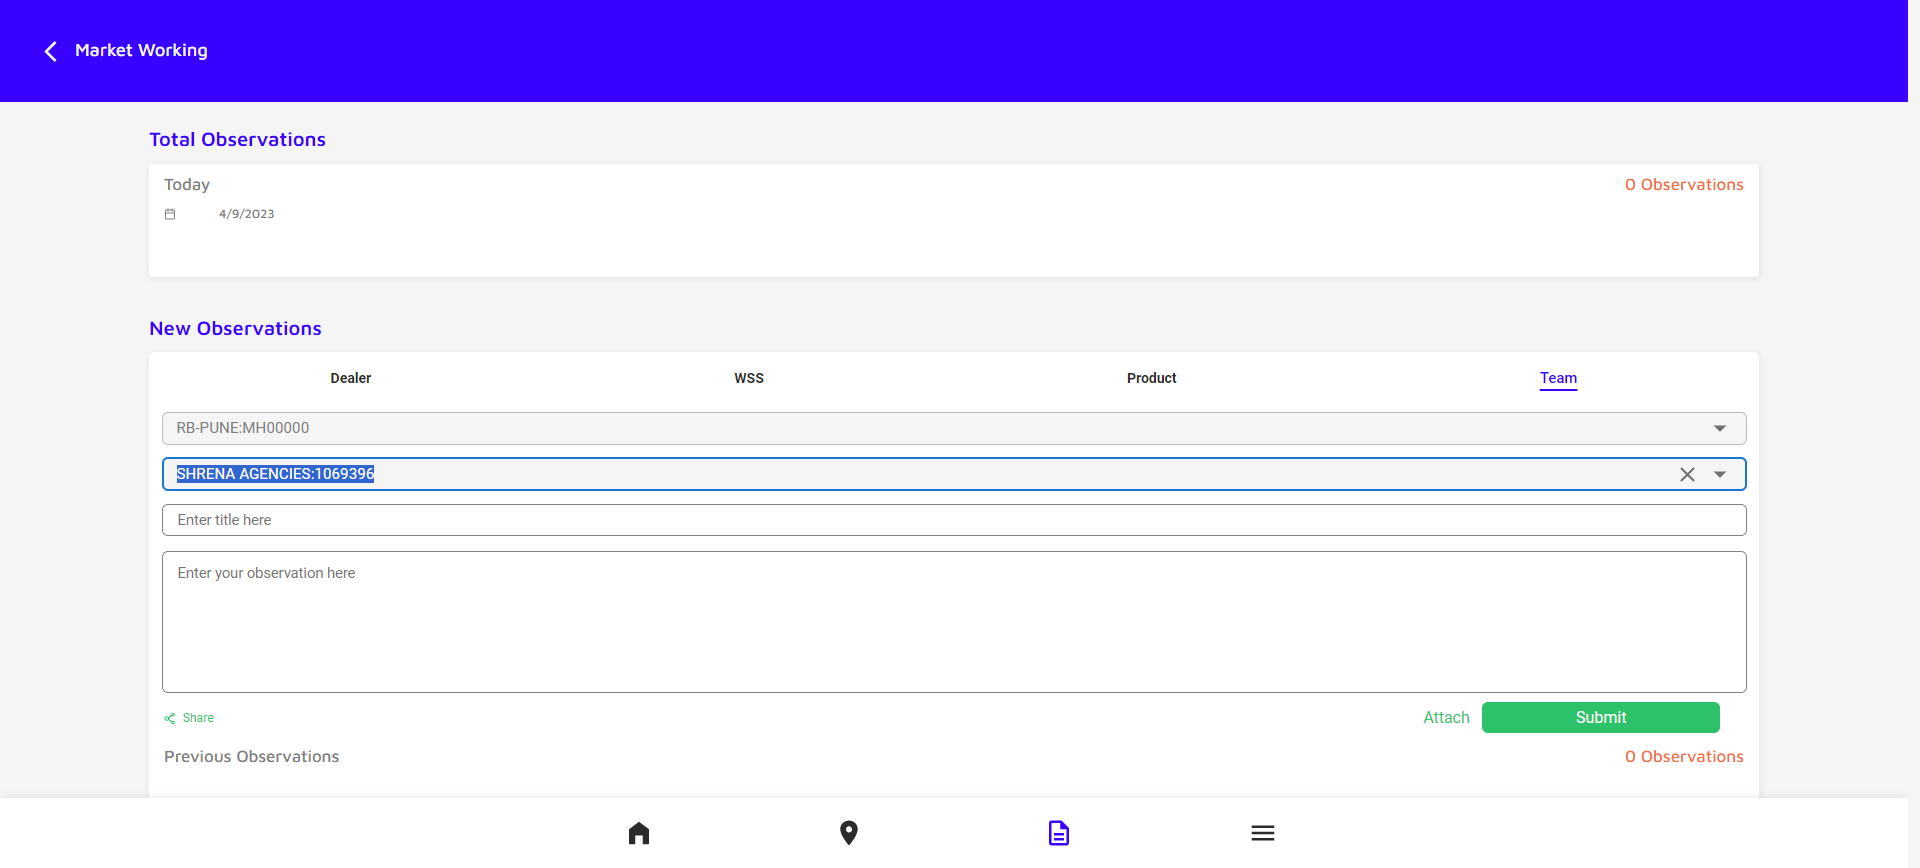 Market Working
Total Observations
Today
0 Observations
4/9/2023
New Observations
Dealer
WSS
Product
Team
RB-PUNE:MH00000
SHRENA AGENCIES:1069396
Enter title here
Enter your observation here
Share
Attach
Submit
Previous Observations
0 Observations